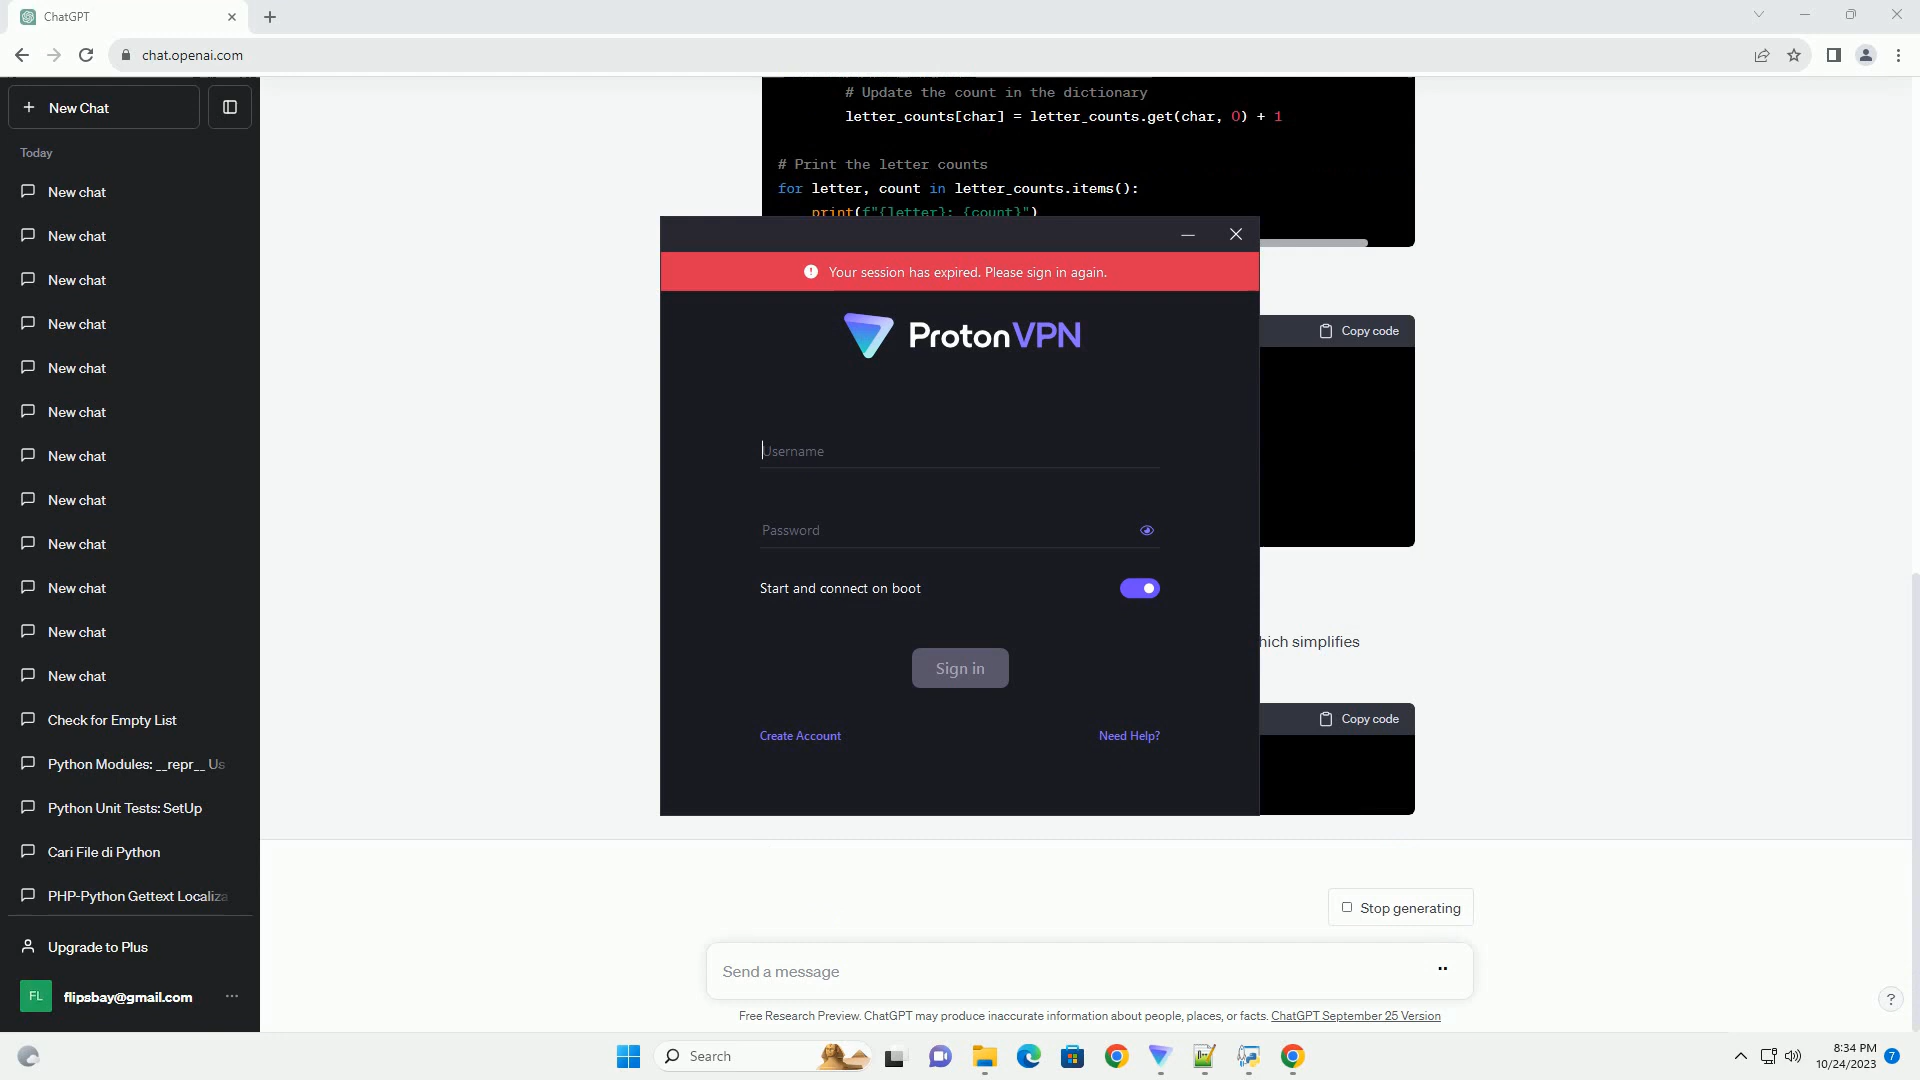 ChatGPT
chat.openai.com
New Chat
Today
New chat
New chat
New chat
New chat
New chat
New chat
New chat
New chat
New chat
New chat
New chat
New chat
Check for Empty List
Python Modules: __repr__ Us
Python Unit Tests: SetUp
Cari File di Python
PHP-Python Gettext Localiza
Upgrade to Plus
FL flipsbay@gmail.com
# Update the count in the dictionary
letter_counts[char] = letter_counts.get(char, 0) + 1
# Print the letter counts
for letter, count in letter_counts.items():
print(f"{letter}: {count}")
Your session has expired. Please sign in again.
ProtonVPN
Username
Password
Start and connect on boot
Sign in
Create Account Need Help?
Copy code
hich simplifies
Copy code
Stop generating
Send a message
Free Research Preview. ChatGPT may produce inaccurate information about people, places, or facts. ChatGPT September 25 Version
?
Search
8:34 PM
10/24/2023
7